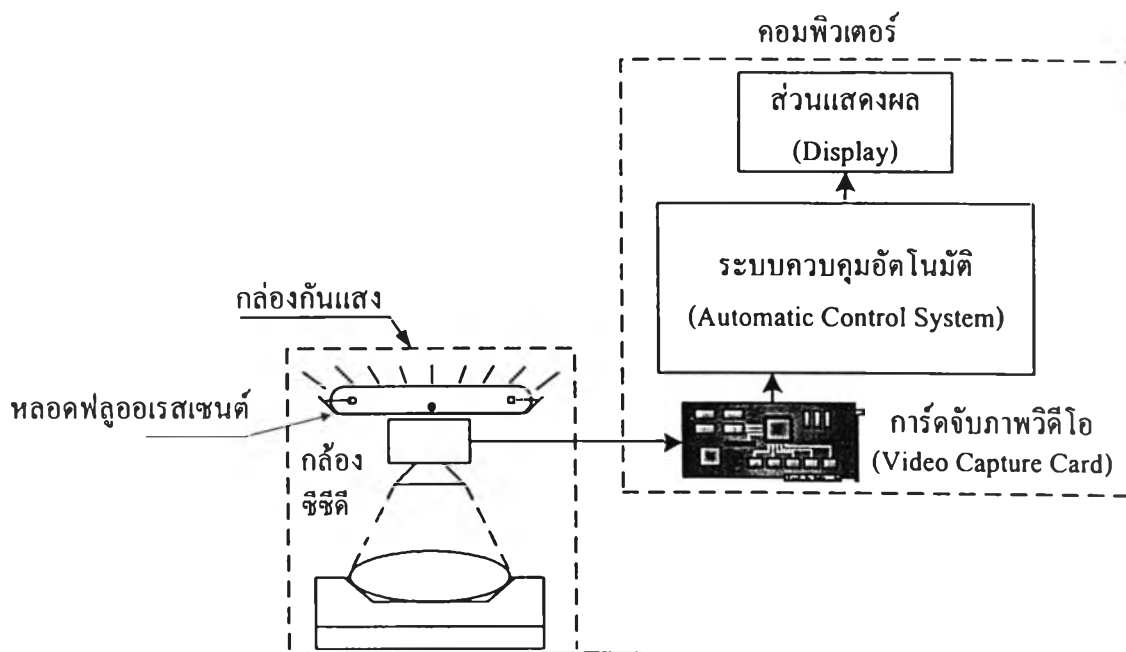 คอมพิวเตอร์
ส่วนแสดงผล
(Display)
ระบบควบคุมอัตโนมัติ
(Automatic Control System)
กล่องกันแสง
หลอดฟลูออเรสเซนต์
กล้อง
ซีซีดี
การ์ดจับภาพวิดีโอ
(Video Capture Card)